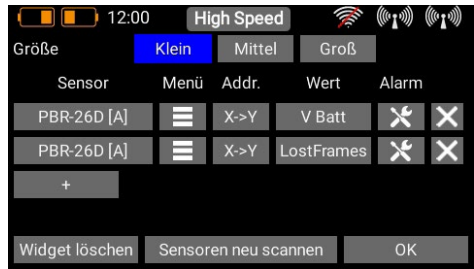 12:00 High Speed
Größe Klein Mittel Groß
Sensor Menü Addr. Wert Alarm
PBR-26D [A] X->Y V Batt
PBR-26D [A] X->Y LostFrames
+
Widget löschen Sensoren neu scannen OK